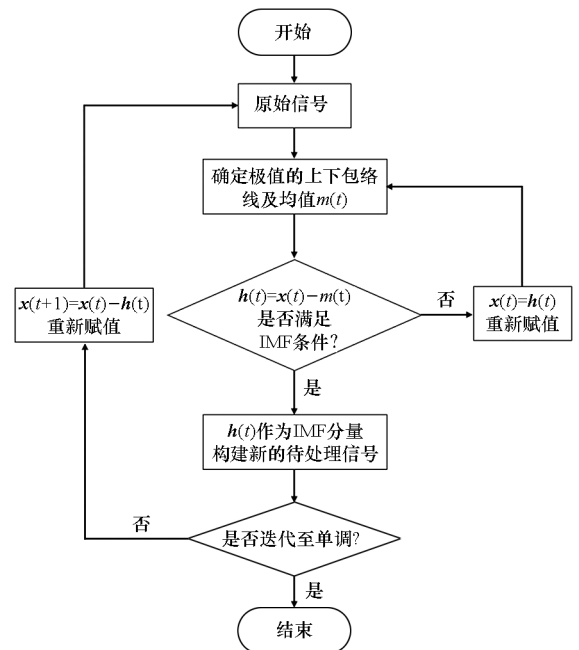 开始
原始信号
确定极值的上下包络
线及均值m(t)
h(t)=x(t)−m(t)
是否满足
IMF条件?
否
x(t)=h(t)
重新赋值
x(t+1)=x(t)−h(t)
重新赋值
是
h(t)作为IMF分量
构建新的待处理信号
否
是否迭代至单调?
是
结束